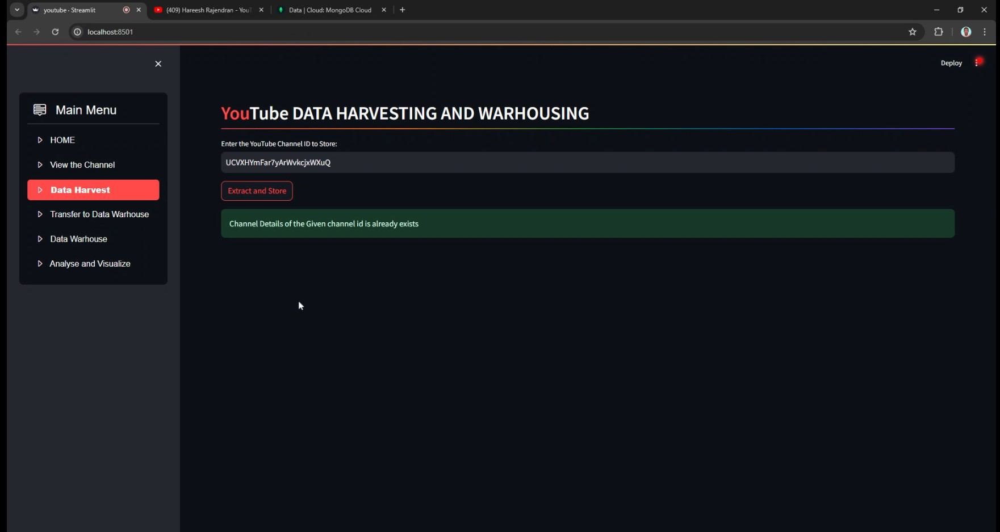 youtube · Streamlit
(409) Hareesh Rajendran - YouT
Data | Cloud: MongoDB Cloud
localhost:8501
Deploy
Main Menu
HOME
View the Channel
Data Harvest
Transfer to Data Warhouse
Data Warhouse
Analyse and Visualize
YouTube DATA HARVESTING AND WARHOUSING
Enter the YouTube Channel ID to Store:
UCVXHYmFar7yArWvkcjxWXuQ
Extract and Store
Channel Details of the Given channel id is already exists